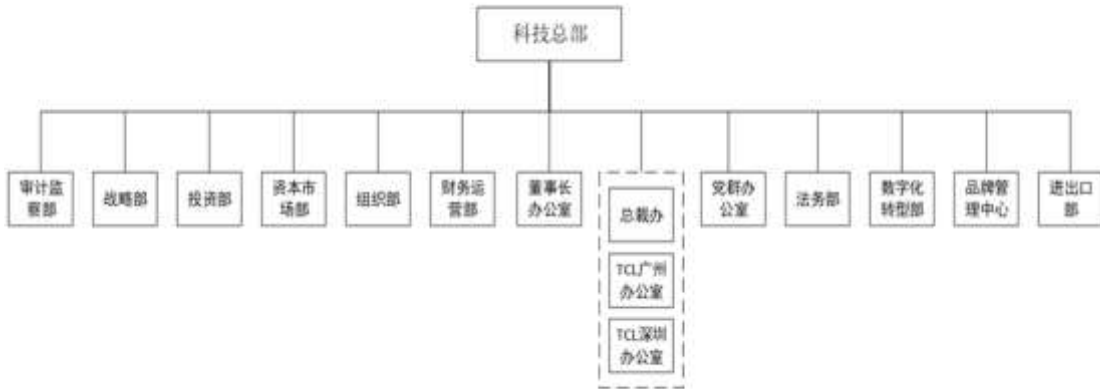 科技总部
审计监
察部
战略部
投资部
资本市
场部
组织部
财务运
营部
董事长
办公室
总裁办
TCL广州
办公室
TCL深圳
办公室
党群办
公室
法务部
数字化
转型部
品牌管
理中心
进出口
部